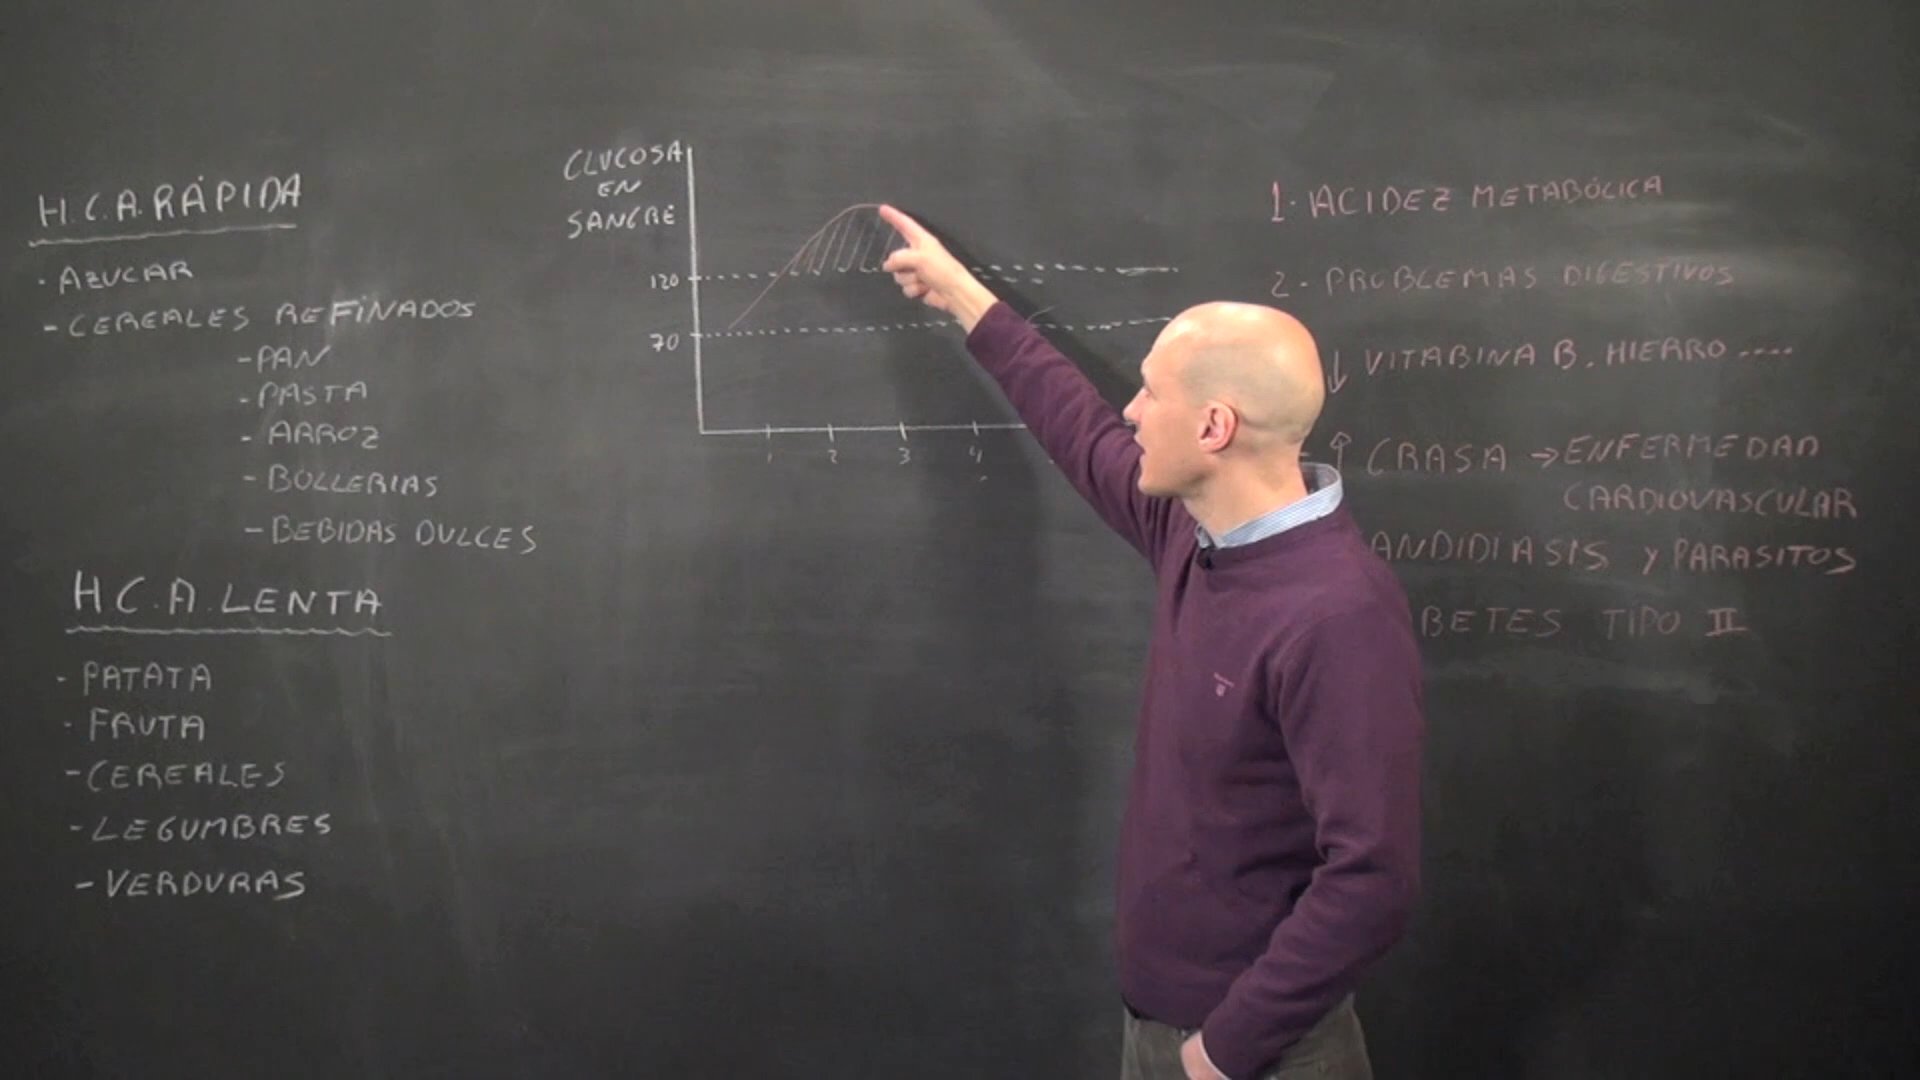 H.C.A. RÁPIDA
· AZUCAR
- CEREALES REFINADOS
- PAN
- PASTA
- ARROZ
- BOLLERIAS
- BEBIDAS DULCES
H C. A. LENTA
- PATATA
- FRUTA
- CEREALES
- LEGUMBRES
- VERDURAS
GLUCOSA
EN
SANGRE
120
70
1 2 3 4
1. ACIDEZ METABÓLICA
2 - PROBLEMAS DIGESTIVOS
↓ VITABINA B, HIERRO ....
↑ GRASA → ENFERMEDAD
CARDIOVASCULAR
ANDIDIASIS y PARASITOS
BETES TIPO II